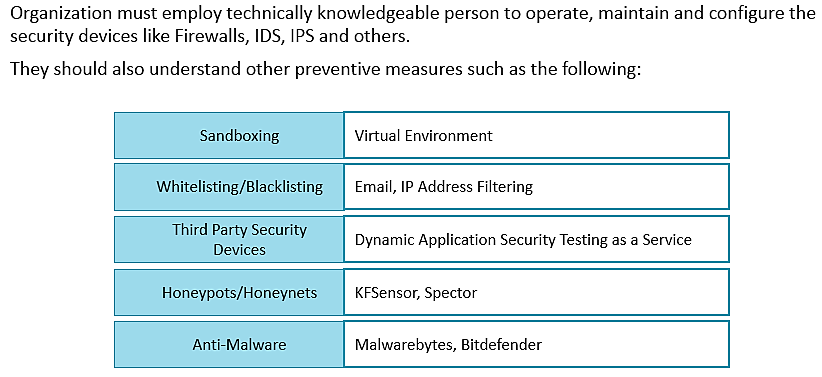 Organization must employ technically knowledgeable person to operate, maintain and configure the
security devices like Firewalls, IDS, IPS and others.
They should also understand other preventive measures such as the following:
Sandboxing
Virtual Environment
Whitelisting/Blacklisting
Email, IP Address Filtering
Third Party Security
Devices
Dynamic Application Security Testing as a Service
Honeypots/Honeynets
KFSensor, Spector
Anti-Malware
Malwarebytes, Bitdefender